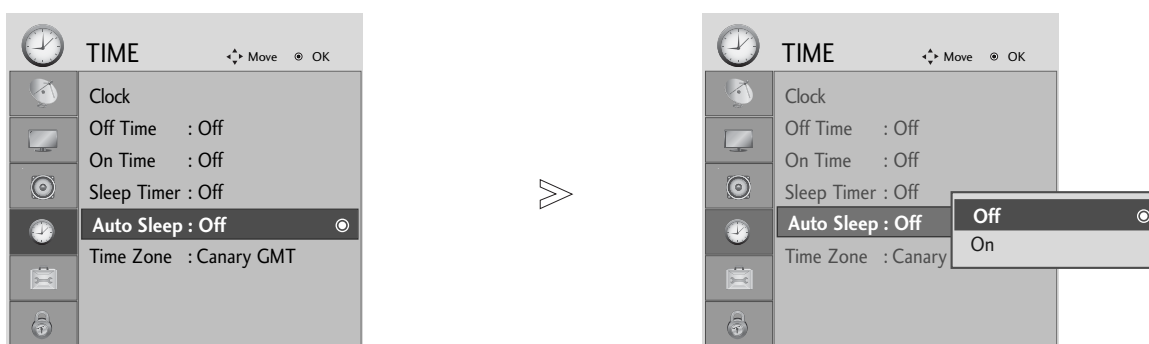 TIME
Move OK
Clock
Off Time : Off
On Time : Off
Sleep Timer : Off
Auto Sleep : Off
Time Zone : Canary GMT
TIME
Move OK
Clock
Off Time : Off
On Time : Off
Sleep Timer : Off
Auto Sleep : Off
Time Zone : Canary
Off
On